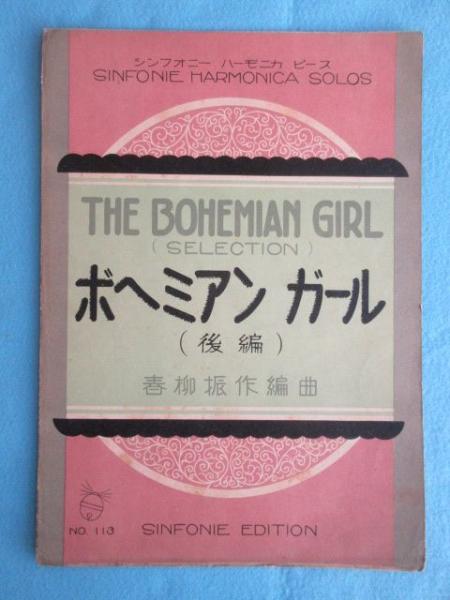 シンフオニー ハーモニカ ピース
SINFONIE HARMONICA SOLOS
THE BOHEMIAN GIRL
(SELECTION)
ボヘミアン ガール
(後編)
春柳振作編曲
NO. 113
SINFONIE EDITION